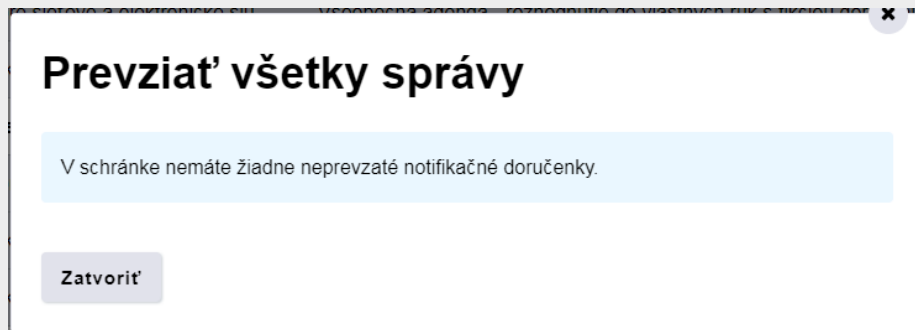 Prevziať všetky správy
V schránke nemáte žiadne neprevzaté notifikačné doručenky.
Zatvoriť